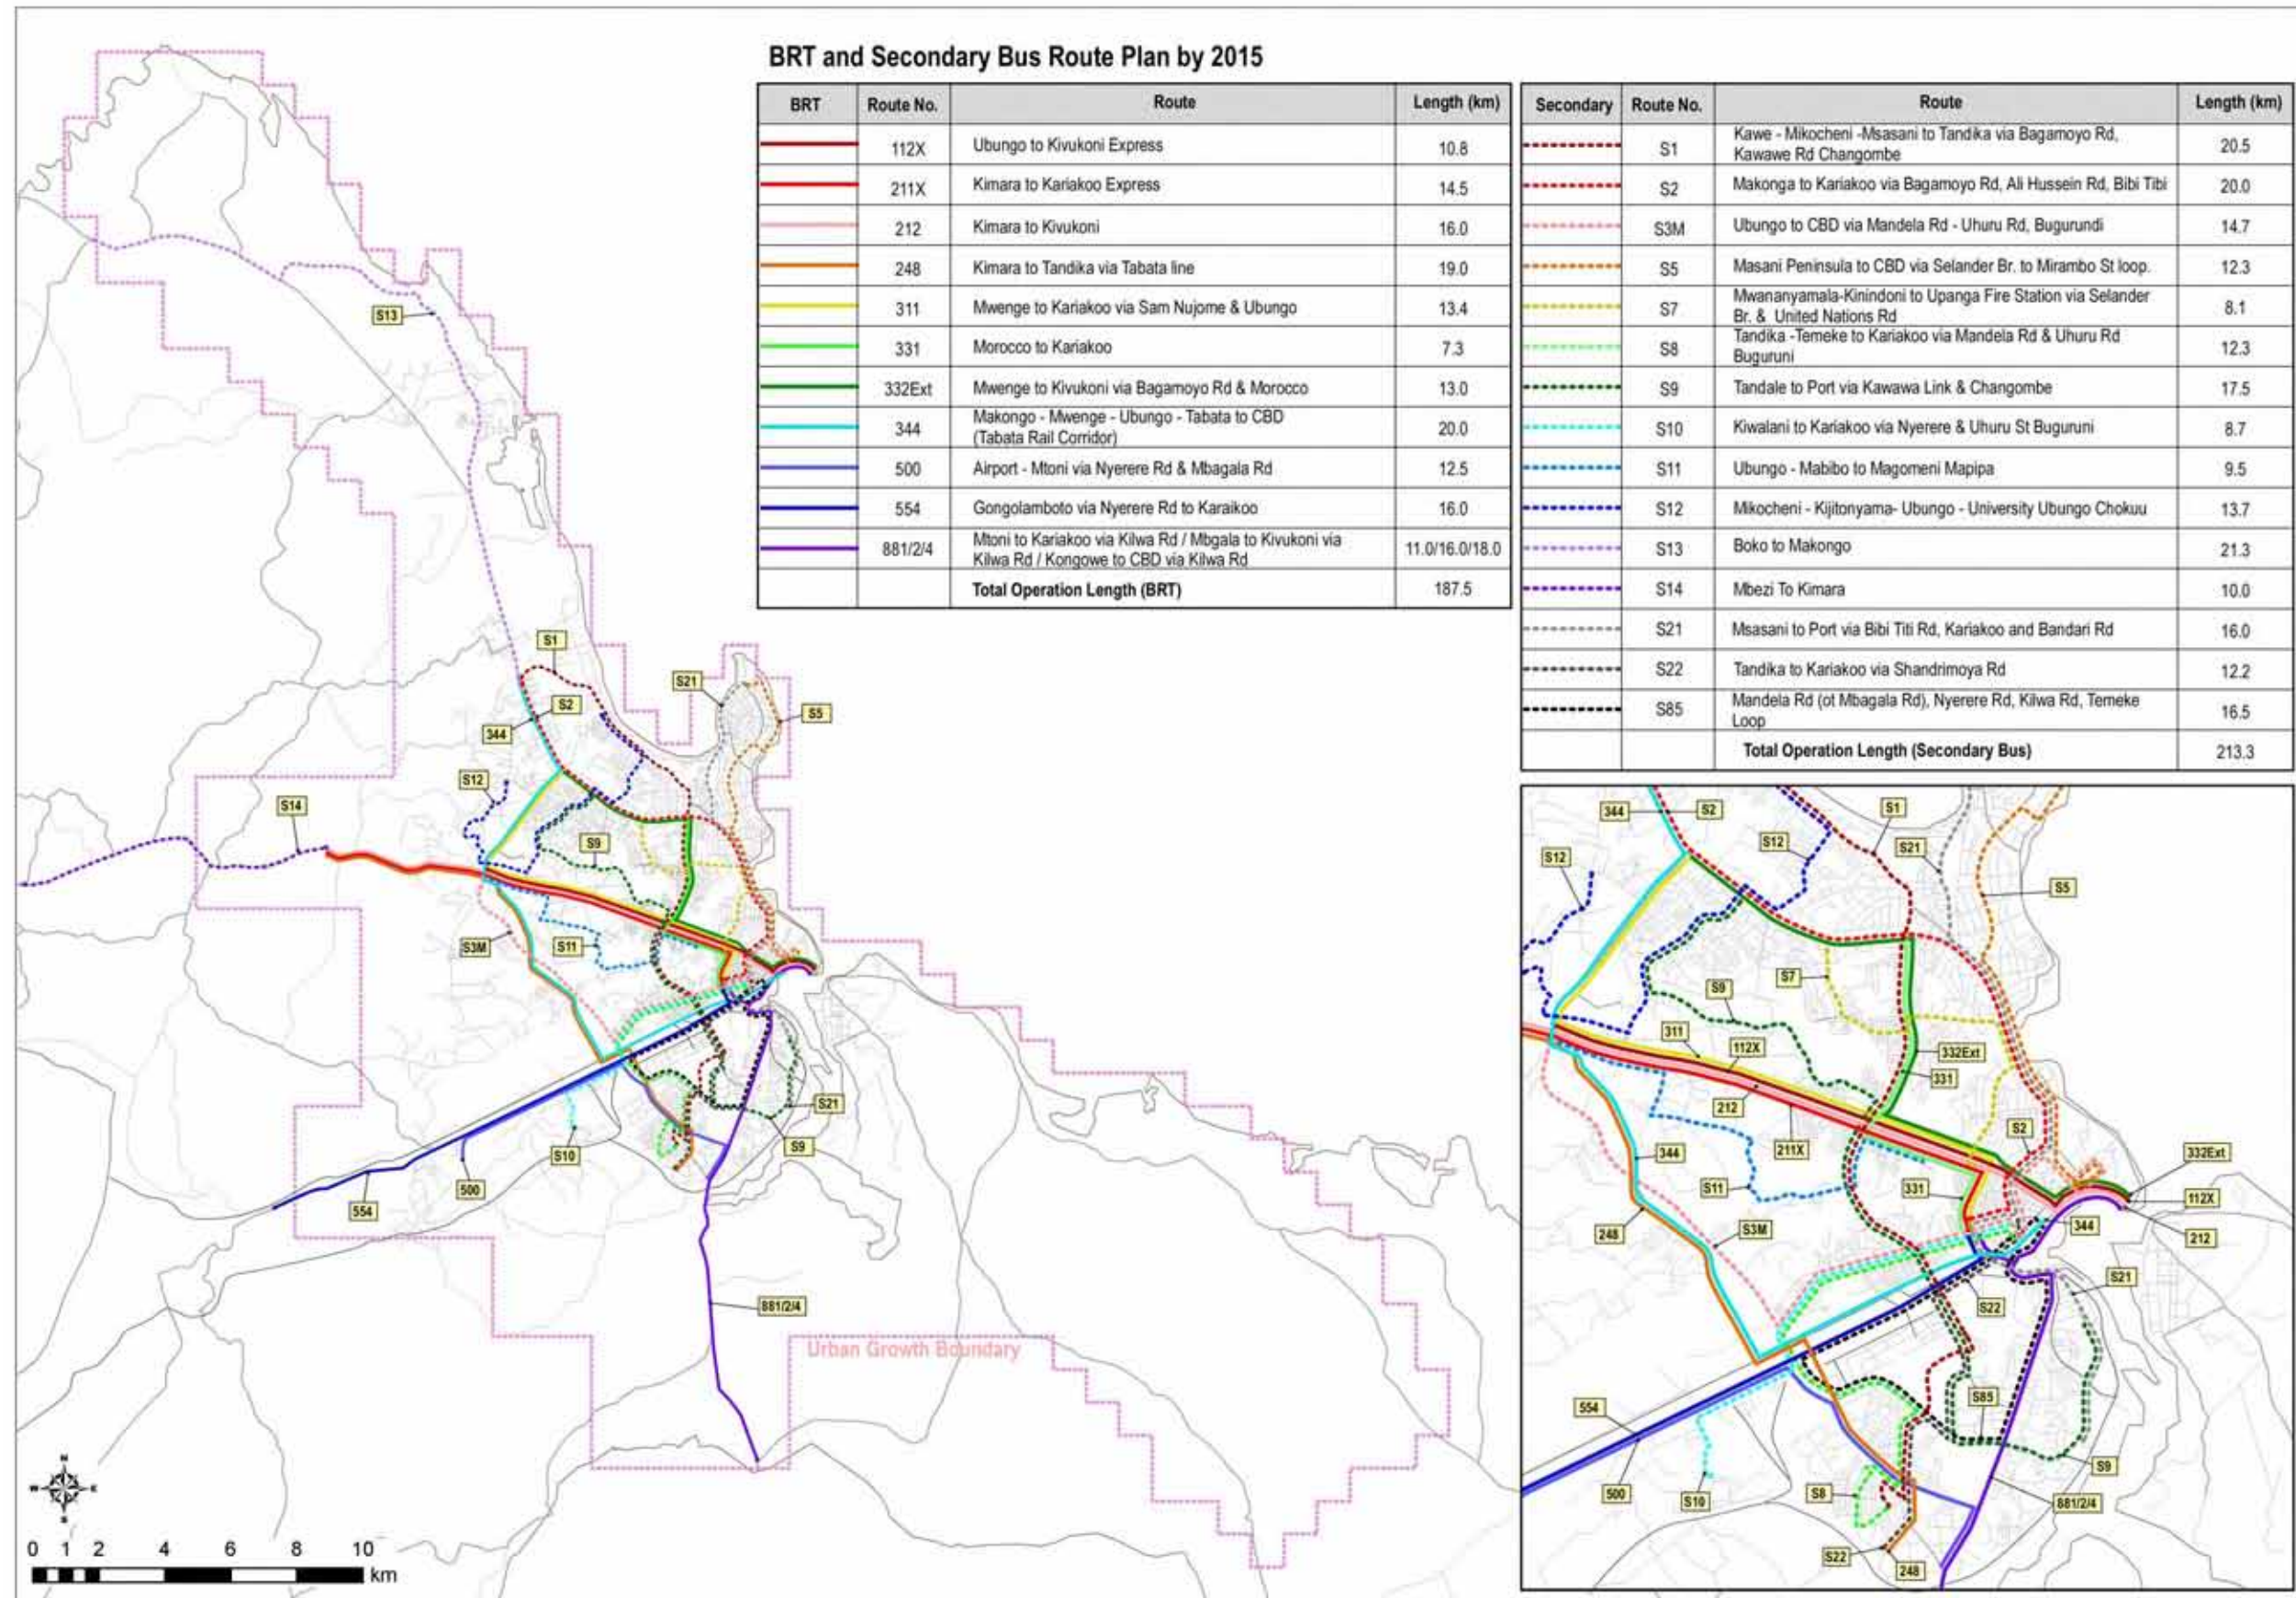 BRT and Secondary Bus Route Plan by 2015
BRT Route No. Route Length (km)
112X Ubungo to Kivukoni Express 10.8
211X Kimara to Kariakoo Express 14.5
212 Kimara to Kivukoni 16.0
248 Kimara to Tandika via Tabata line 19.0
311 Mwenge to Kariakoo via Sam Nujome & Ubungo 13.4
331 Morocco to Kariakoo 7.3
332Ext Mwenge to Kivukoni via Bagamoyo Rd & Morocco 13.0
344 Makongo - Mwenge - Ubungo - Tabata to CBD
(Tabata Rail Corridor) 20.0
500 Airport - Mtoni via Nyerere Rd & Mbagala Rd 12.5
554 Gongolamboto via Nyerere Rd to Karaikoo 16.0
881/2/4 Mtoni to Kariakoo via Kilwa Rd / Mbgala to Kivukoni via
Kilwa Rd / Kongowe to CBD via Kilwa Rd 11.0/16.0/18.0
Total Operation Length (BRT) 187.5
Secondary Route No. Route Length (km)
S1 Kawe - Mikocheni -Msasani to Tandika via Bagamoyo Rd,
Kawawe Rd Changombe 20.5
S2 Makonga to Kariakoo via Bagamoyo Rd, Ali Hussein Rd, Bibi Tibi 20.0
S3M Ubungo to CBD via Mandela Rd - Uhuru Rd, Bugurundi 14.7
S5 Masani Peninsula to CBD via Selander Br. to Mirambo St loop. 12.3
S7 Mwananyamala-Kinindoni to Upanga Fire Station via Selander
Br. & United Nations Rd 8.1
S8 Tandika -Temeke to Kariakoo via Mandela Rd & Uhuru Rd
Buguruni 12.3
S9 Tandale to Port via Kawawa Link & Changombe 17.5
S10 Kiwalani to Kariakoo via Nyerere & Uhuru St Buguruni 8.7
S11 Ubungo - Mabibo to Magomeni Mapipa 9.5
S12 Mikocheni - Kijitonyama- Ubungo - University Ubungo Chokuu 13.7
S13 Boko to Makongo 21.3
S14 Mbezi To Kimara 10.0
S21 Msasani to Port via Bibi Titi Rd, Kariakoo and Bandari Rd 16.0
S22 Tandika to Kariakoo via Shandrimoya Rd 12.2
S85 Mandela Rd (ot Mbagala Rd), Nyerere Rd, Kilwa Rd, Temeke
Loop 16.5
Total Operation Length (Secondary Bus) 213.3
S13
S1
S21
S2
S5
344
S12
S14
S9
S3M
S11
S21
S9
S10
500
554
881/2/4
Urban Growth Boundary
N
W
E
S
0 1 2 4 6 8 10
km
344
S2
S1
S12
S21
S12
S5
S7
S9
311
112X
332Ext
331
212
S2
211X
344
332Ext
S11
331
112X
S3M
344
248
212
S21
S22
S85
554
S9
500
S10
S8
881/2/4
S22
248